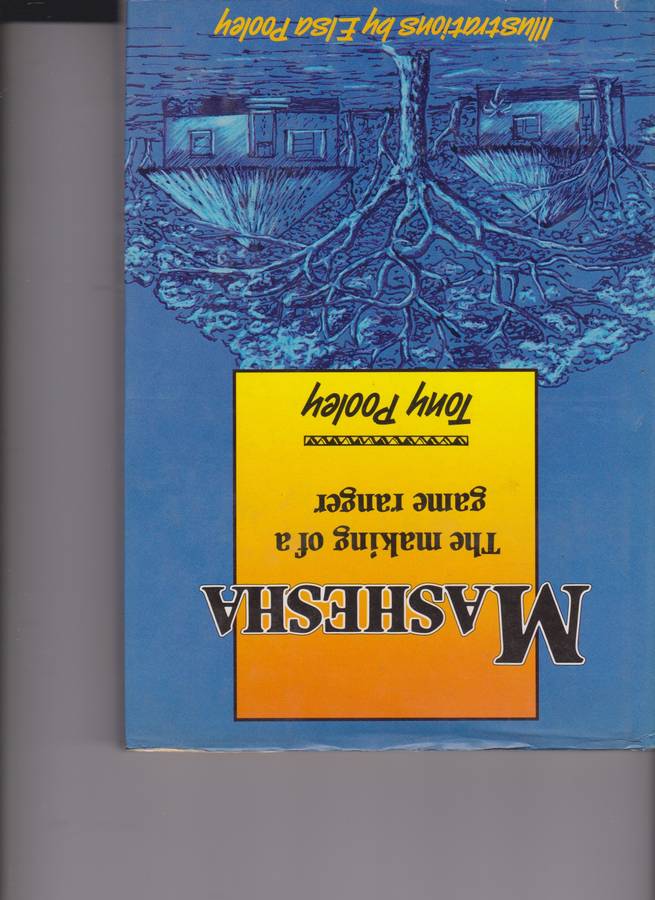 MASHESHA
The making of a
game ranger
Tony Pooley
Illustrations by Elsa Pooley